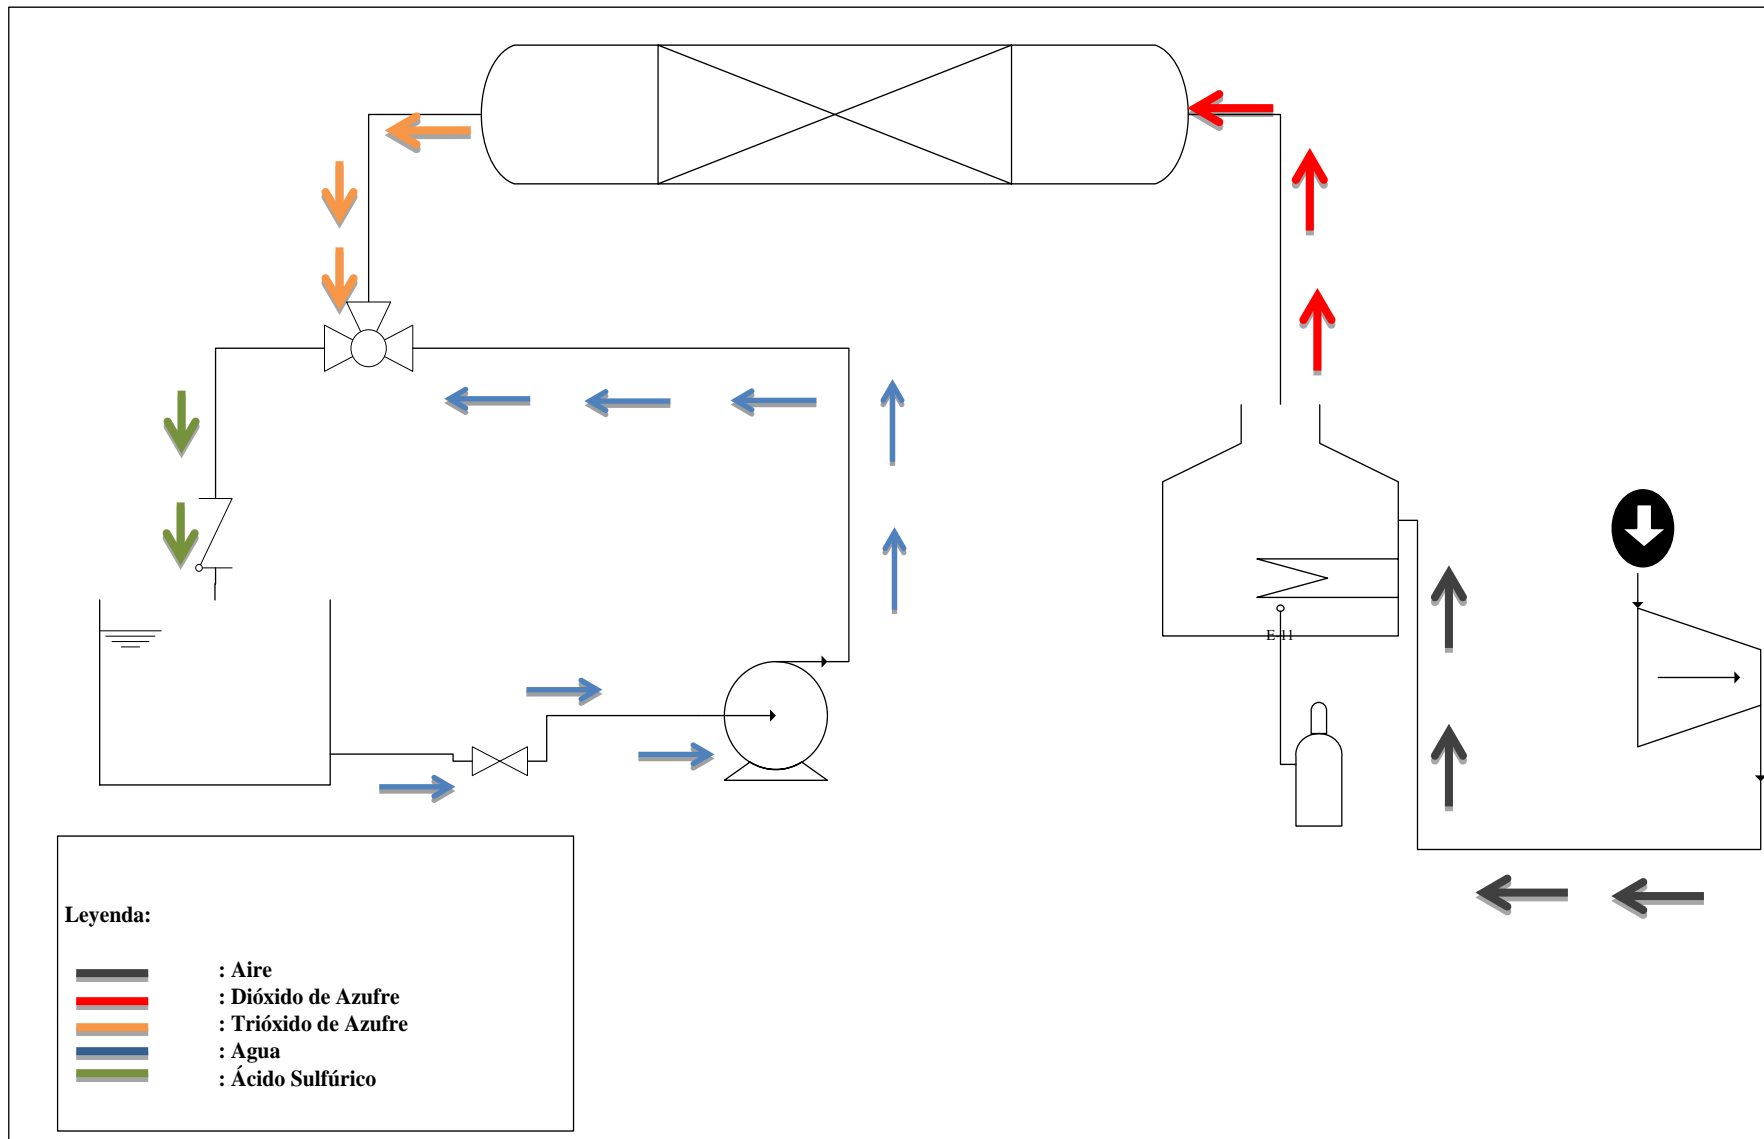 E-11
Leyenda:
: Aire
: Dióxido de Azufre
: Trióxido de Azufre
: Agua
: Ácido Sulfúrico